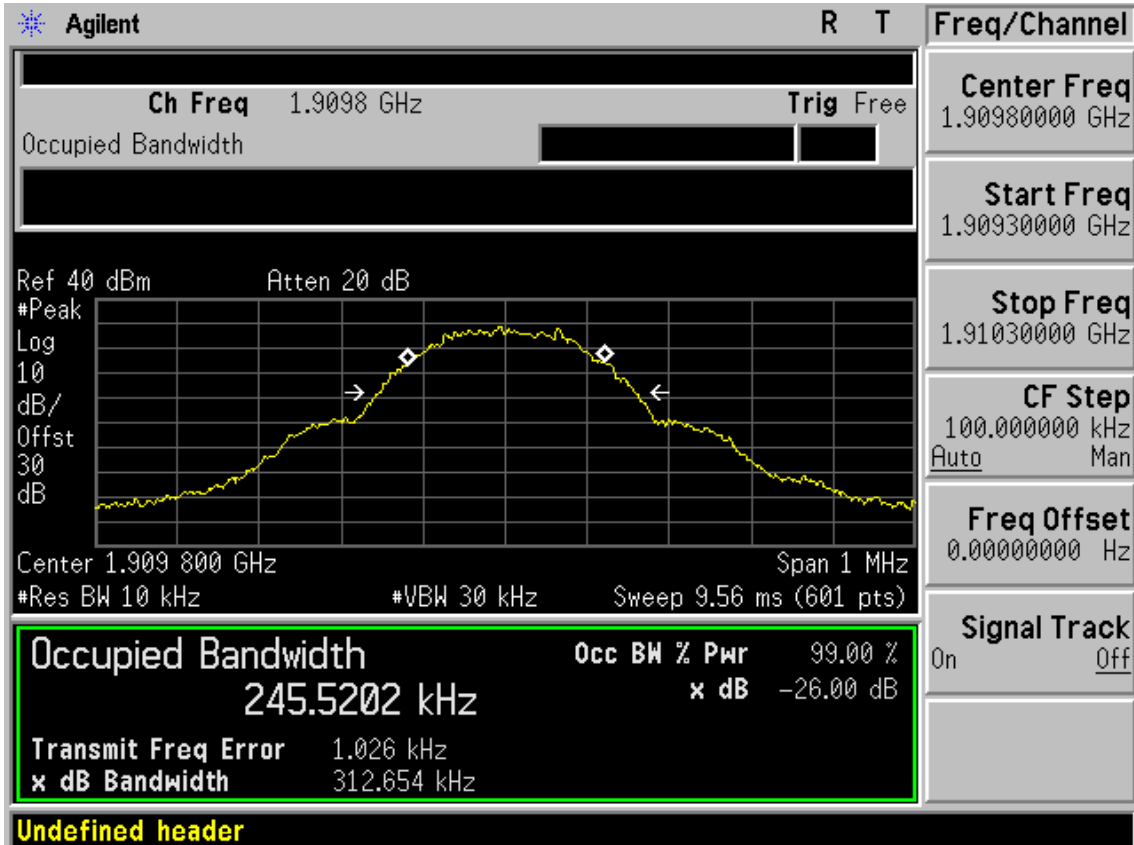 Agilent R T
Ch Freq 1.9098 GHz Trig Free
Occupied Bandwidth
Ref 40 dBm Atten 20 dB
#Peak
Log
10
dB/
Offst
30
dB
Center 1.909 800 GHz Span 1 MHz
#Res BW 10 kHz #VBW 30 kHz Sweep 9.56 ms (601 pts)
Occupied Bandwidth Occ BW % Pwr 99.00 %
245.5202 kHz x dB -26.00 dB
Transmit Freq Error 1.026 kHz
x dB Bandwidth 312.654 kHz
Undefined header
Freq/Channel
Center Freq
1.90980000 GHz
Start Freq
1.90930000 GHz
Stop Freq
1.91030000 GHz
CF Step
100.000000 kHz
Auto Man
Freq Offset
0.00000000 Hz
Signal Track
On Off